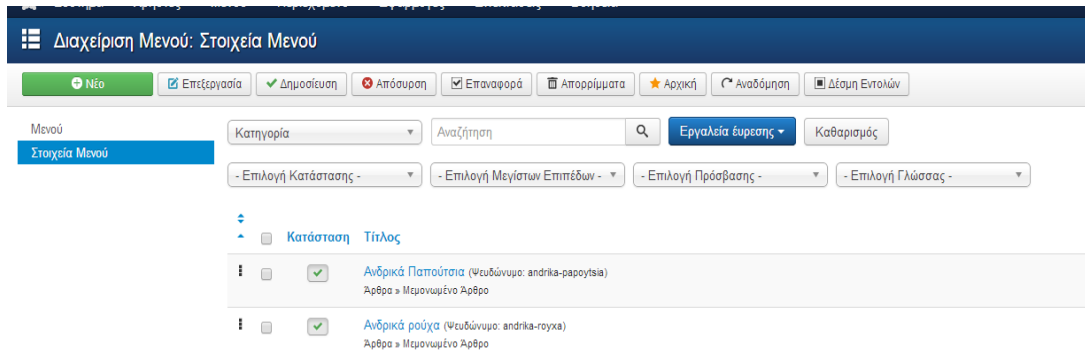 Διαχείριση Μενού: Στοιχεία Μενού
Νέο Επεξεργασία Δημοσίευση Απόσυρση Επαναφορά Απορρίμματα Αρχική Αναδόμηση Δέσμη Εντολών
Μενού
Στοιχεία Μενού
Κατηγορία Αναζήτηση Εργαλεία έυρεσης Καθαρισμός
- Επιλογή Κατάστασης - - Επιλογή Μεγίστων Επιπέδων - - Επιλογή Πρόσβασης - - Επιλογή Γλώσσας -
Κατάσταση Τίτλος
Ανδρικά Παπούτσια (Ψευδώνυμο: andrika-papoytsia)
Άρθρα » Μεμονωμένο Άρθρο
Ανδρικά ρούχα (Ψευδώνυμο: andrika-royxa)
Άρθρα » Μεμονωμένο Άρθρο